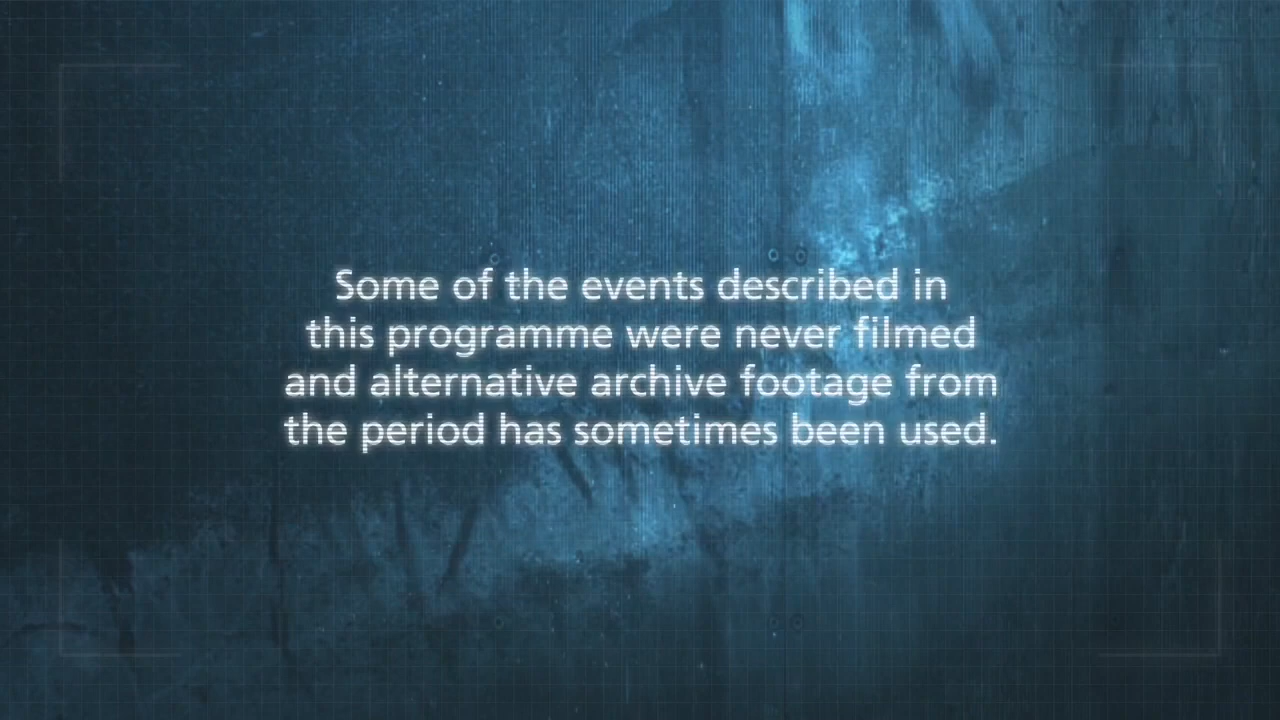 Some of the events described in
this programme were never filmed
and alternative archive footage from
the period has sometimes been used.